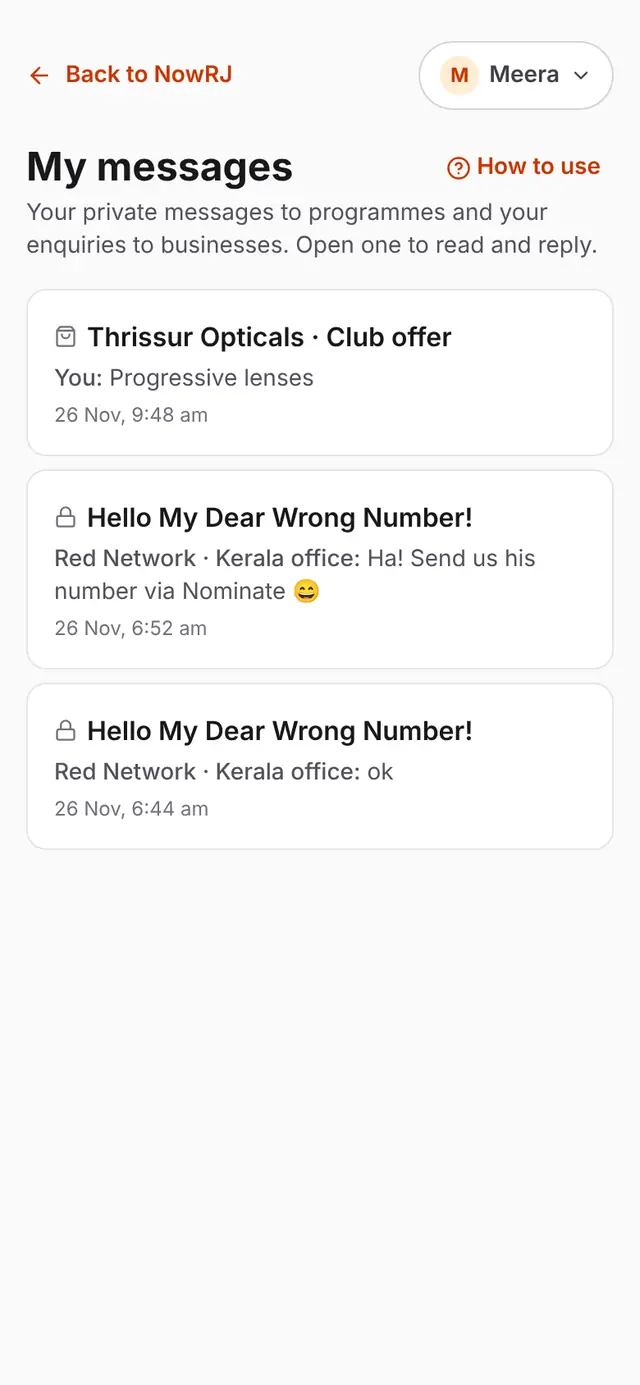 Back to NowRJ
M Meera
My messages
How to use
Your private messages to programmes and your
enquiries to businesses. Open one to read and reply.
Thrissur Opticals · Club offer
You: Progressive lenses
26 Nov, 9:48 am
Hello My Dear Wrong Number!
Red Network · Kerala office: Ha! Send us his
number via Nominate 😄
26 Nov, 6:52 am
Hello My Dear Wrong Number!
Red Network · Kerala office: ok
26 Nov, 6:44 am